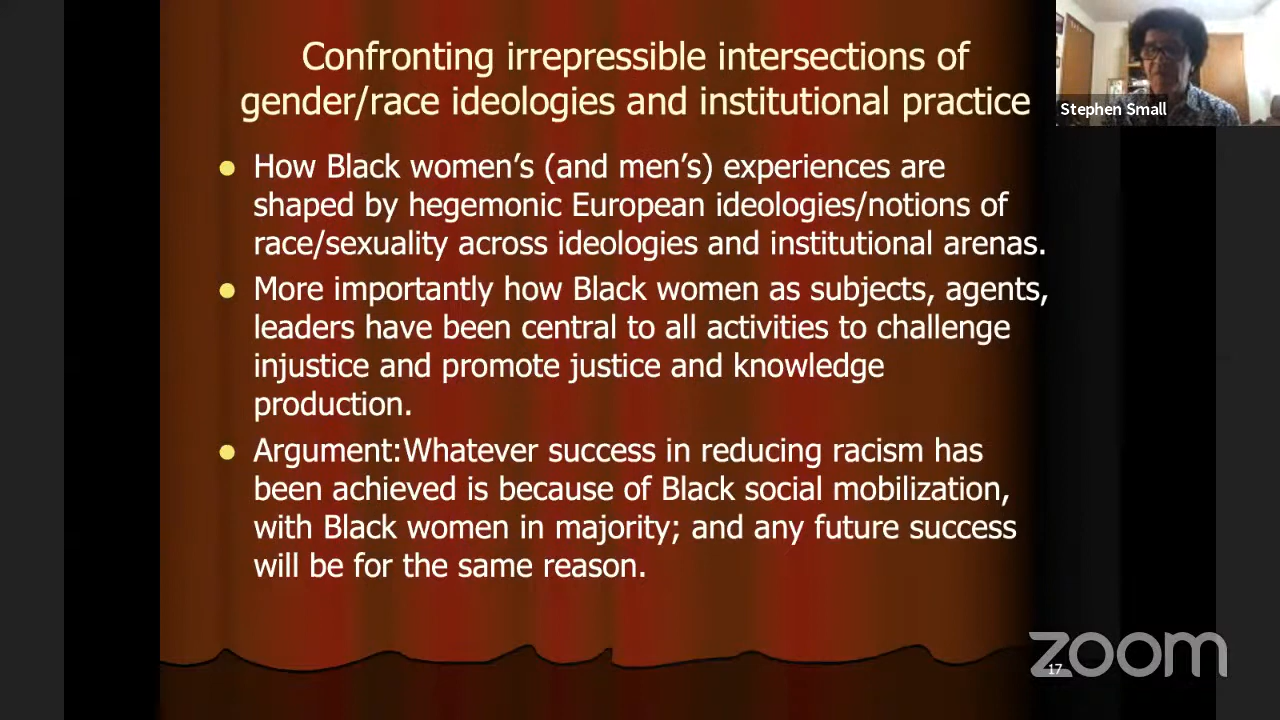 Confronting irrepressible intersections of
gender/race ideologies and institutional practice
Stephen Small
● How Black women’s (and men’s) experiences are
shaped by hegemonic European ideologies/notions of
race/sexuality across ideologies and institutional arenas.
● More importantly how Black women as subjects, agents,
leaders have been central to all activities to challenge
injustice and promote justice and knowledge
production.
● Argument:Whatever success in reducing racism has
been achieved is because of Black social mobilization,
with Black women in majority; and any future success
will be for the same reason.
zoom
17